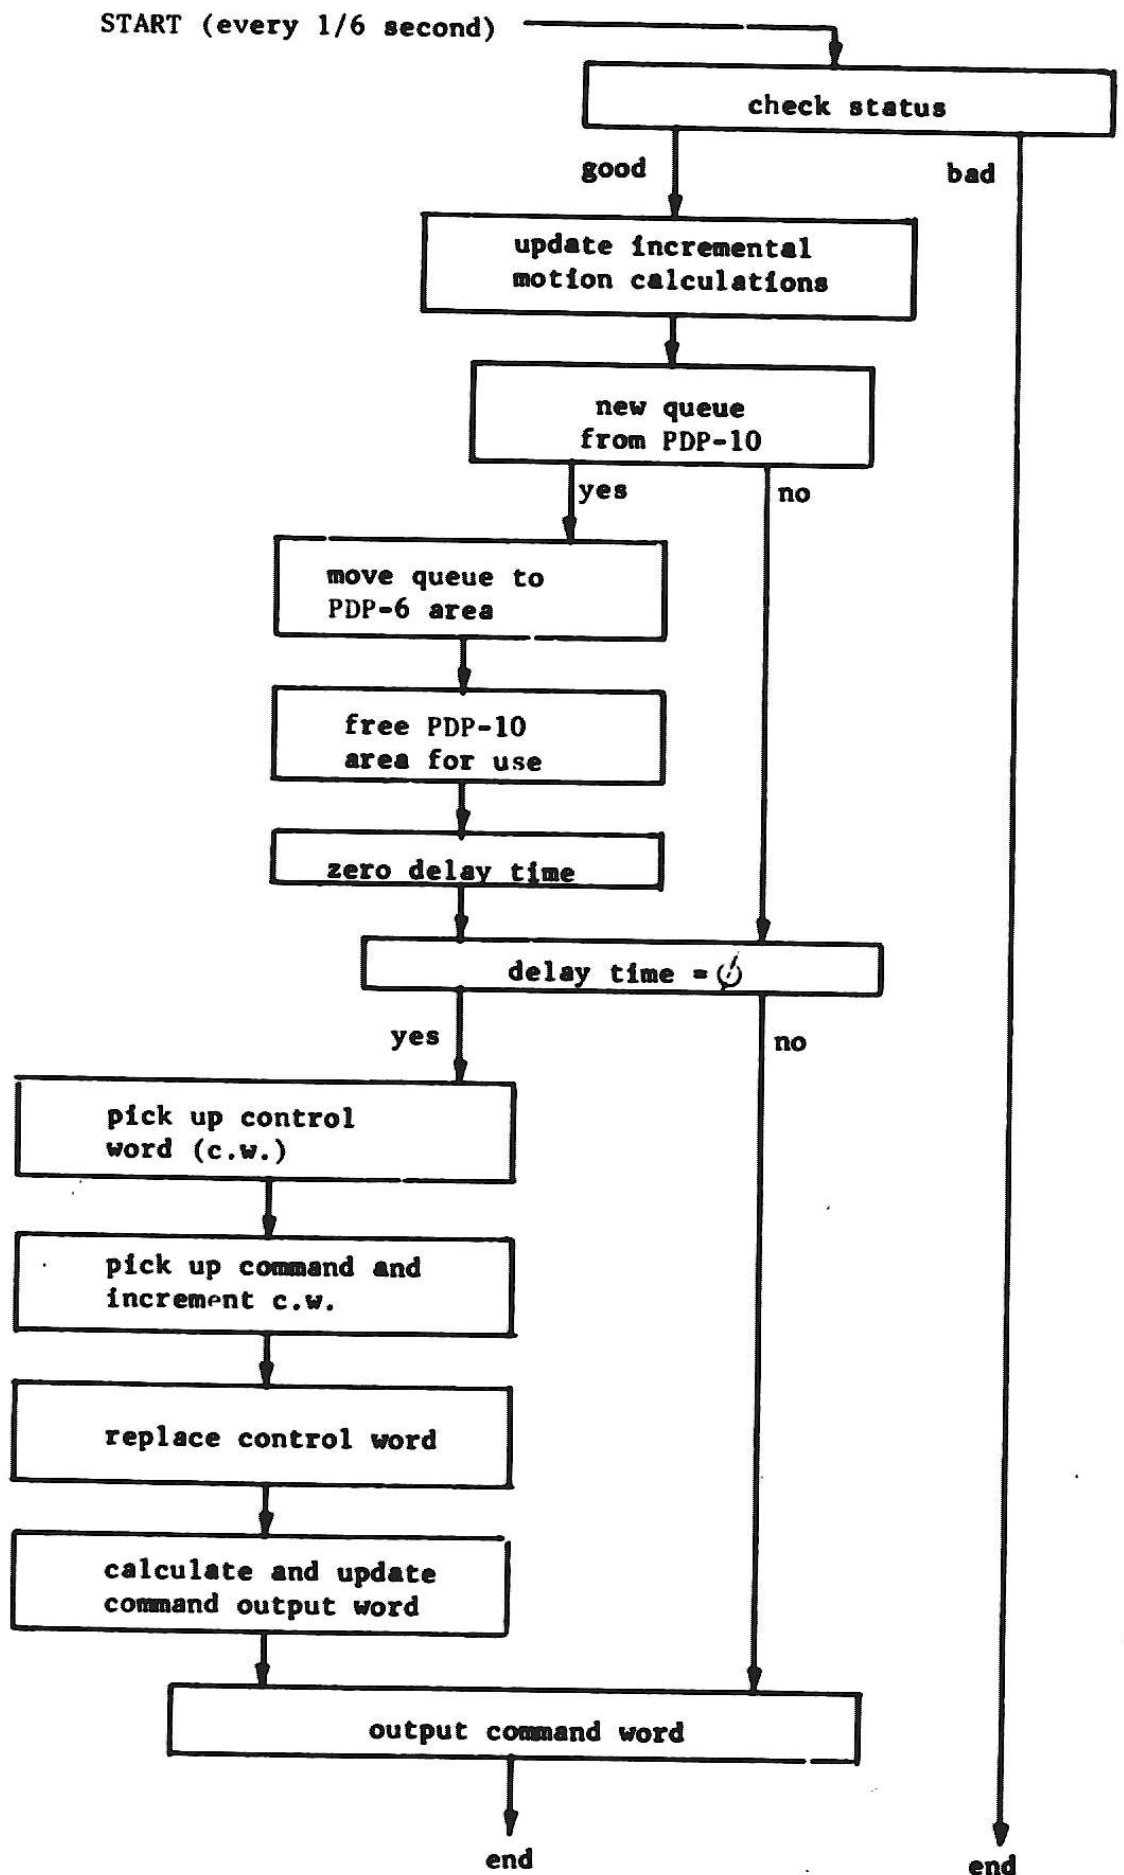 START (every 1/6 second)
check status
good
bad
update incremental
motion calculations
new queue
from PDP-10
yes
no
move queue to
PDP-6 area
free PDP-10
area for use
zero delay time
delay time = 0
yes
no
pick up control
word (c.w.)
pick up command and
increment c.w.
replace control word
calculate and update
command output word
output command word
end
end